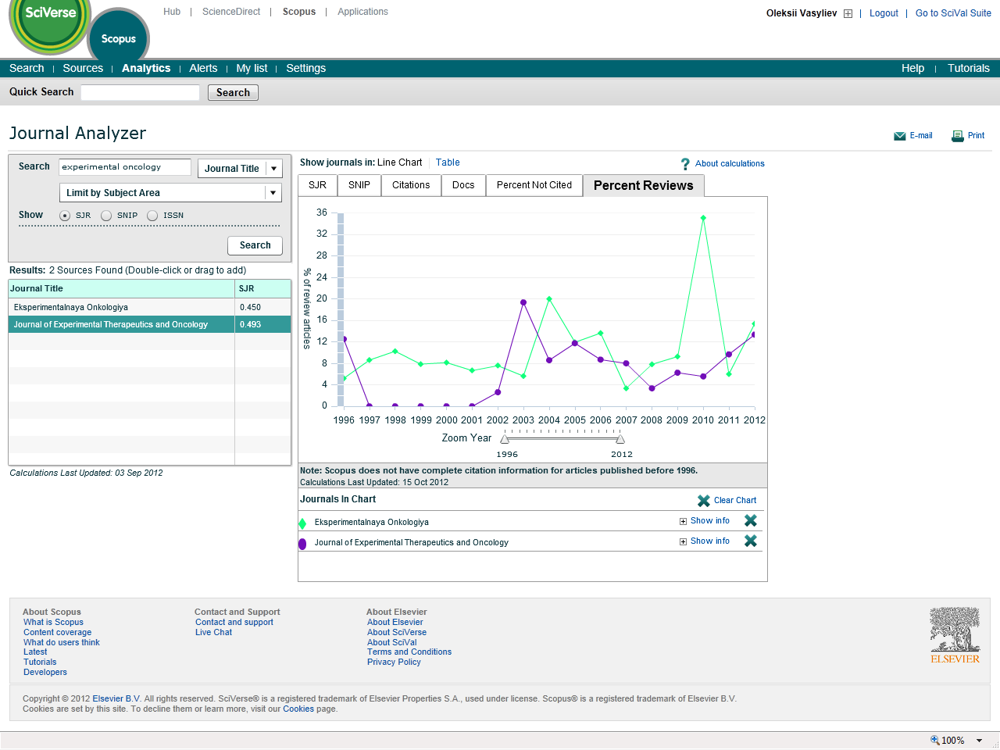 SciVerse
Hub | ScienceDirect | Scopus | Applications
Oleksii Vasyliev | Logout | Go to SciVal Suite
Scopus
Search | Sources | Analytics | Alerts | My list | Settings
Help | Tutorials
Quick Search Search
Journal Analyzer
E-mail Print
Search experimental oncology Journal Title
Limit by Subject Area
Show SJR SNIP ISSN
Search
Results: 2 Sources Found (Double-click or drag to add)
Journal Title SJR
Eksperimentalnaya Onkologiya 0.450
Journal of Experimental Therapeutics and Oncology 0.493
Calculations Last Updated: 03 Sep 2012
Show journals in: Line Chart | Table
? About calculations
SJR SNIP Citations Docs Percent Not Cited Percent Reviews
36
32
28
24
20
16
12
8
4
0
% of review articles
1996 1997 1998 1999 2000 2001 2002 2003 2004 2005 2006 2007 2008 2009 2010 2011 2012
Zoom Year
1996 2012
Note: Scopus does not have complete citation information for articles published before 1996.
Calculations Last Updated: 15 Oct 2012
Journals In Chart Clear Chart
Eksperimentalnaya Onkologiya Show info
Journal of Experimental Therapeutics and Oncology Show info
About Scopus
What is Scopus
Content coverage
What do users think
Latest
Tutorials
Developers
Contact and Support
Contact and support
Live Chat
About Elsevier
About Elsevier
About SciVerse
About SciVal
Terms and Conditions
Privacy Policy
ELSEVIER
Copyright © 2012 Elsevier B.V. All rights reserved. SciVerse® is a registered trademark of Elsevier Properties S.A., used under license. Scopus® is a registered trademark of Elsevier B.V.
Cookies are set by this site. To decline them or learn more, visit our Cookies page.
100%